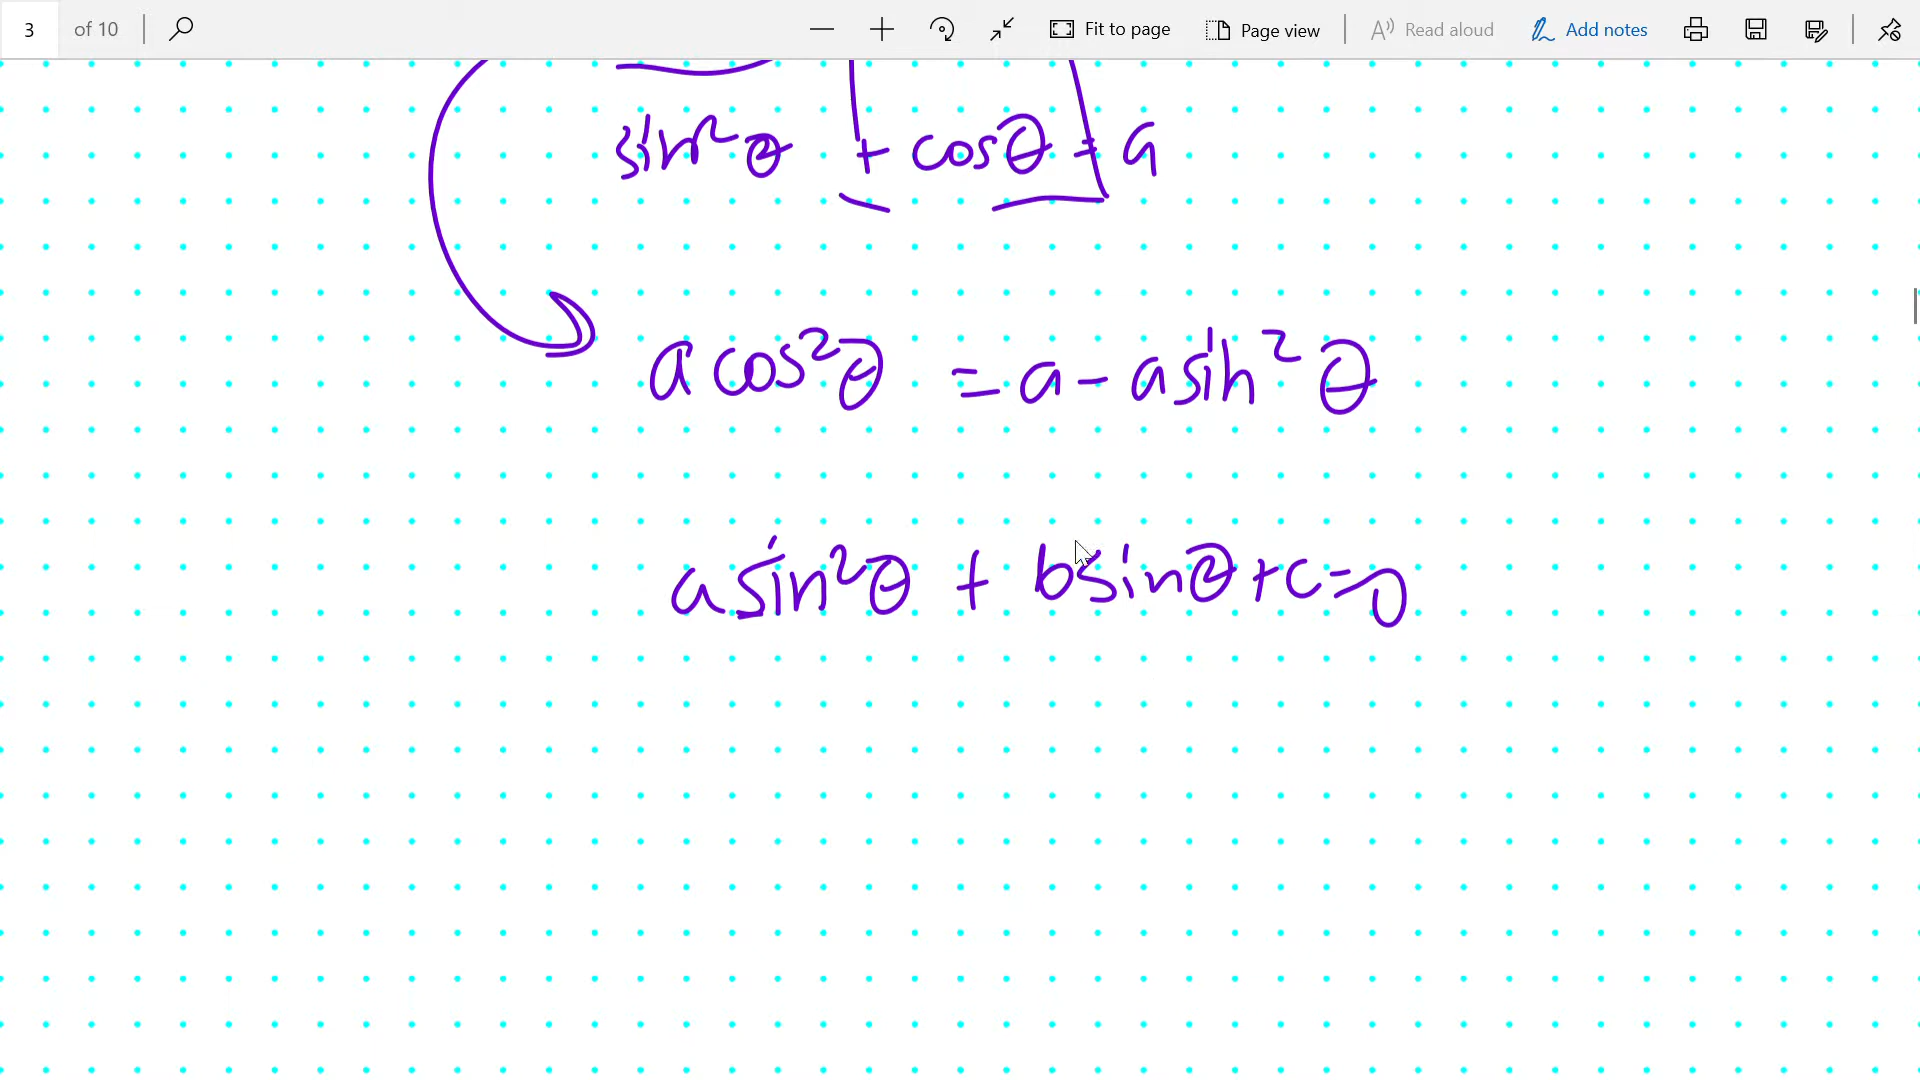 3 of 10 Fit to page Page view Read aloud Add notes
sin²θ + cosθ = a
a cos²θ = a - a sin²θ
a sin²θ + b sinθ + c = 0